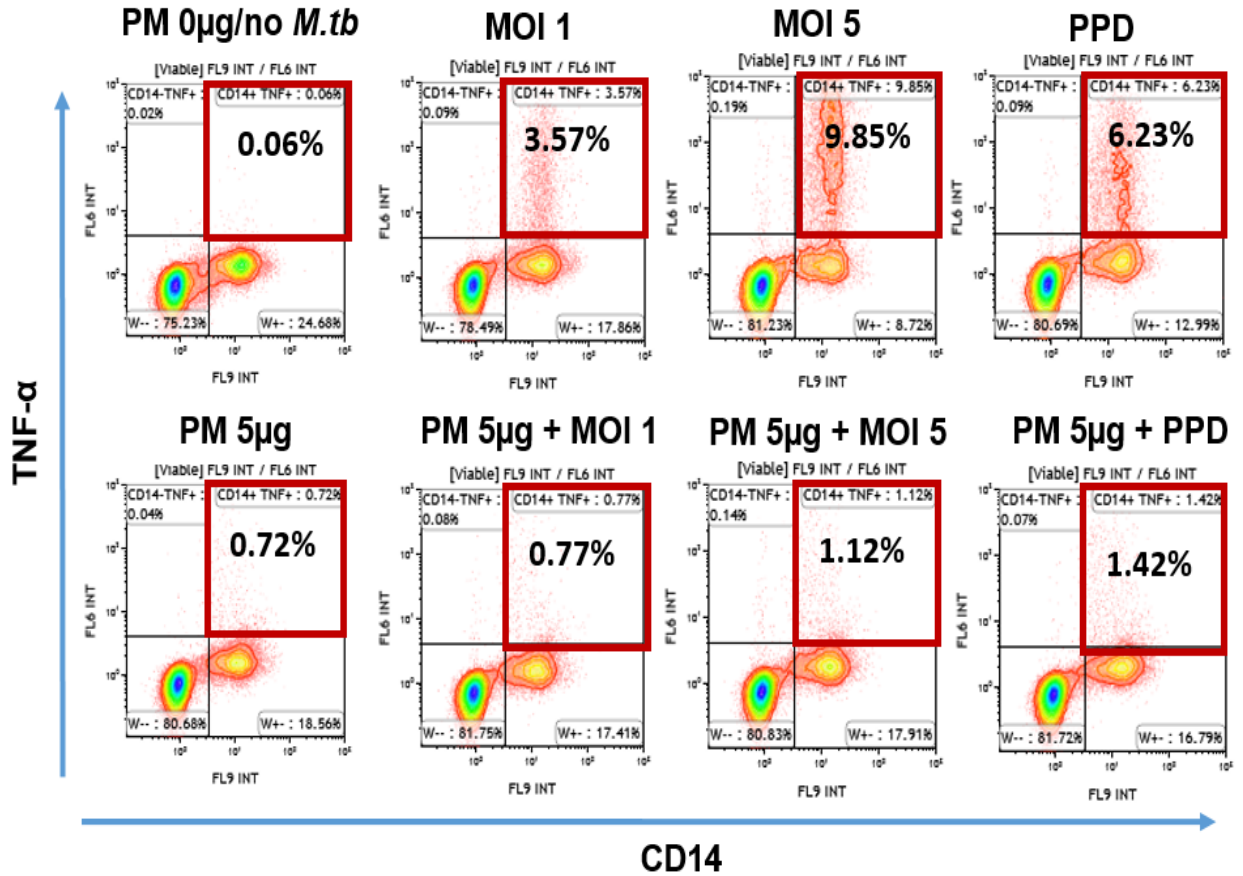 PM 0µg/no M.tb
MOI 1
MOI 5
PPD
[Viable] FL9 INT / FL6 INT
CD14-TNF+ :
0.02%
CD14+ TNF+ : 0.06%
0.06%
FL6 INT
W-- : 75.23%
W+- : 24.68%
FL9 INT
[Viable] FL9 INT / FL6 INT
CD14-TNF+ :
0.09%
CD14+ TNF+ : 3.57%
3.57%
FL6 INT
W-- : 78.49%
W+- : 17.86%
FL9 INT
[Viable] FL9 INT / FL6 INT
CD14-TNF+ :
0.19%
CD14+ TNF+ : 9.85%
9.85%
FL6 INT
W-- : 81.23%
W+- : 8.72%
FL9 INT
[Viable] FL9 INT / FL6 INT
CD14-TNF+ :
0.09%
CD14+ TNF+ : 6.23%
6.23%
FL6 INT
W-- : 80.69%
W+- : 12.99%
FL9 INT
TNF-α
PM 5µg
PM 5µg + MOI 1
PM 5µg + MOI 5
PM 5µg + PPD
[Viable] FL9 INT / FL6 INT
CD14-TNF+ :
0.04%
CD14+ TNF+ : 0.72%
0.72%
FL6 INT
W-- : 80.68%
W+- : 18.56%
FL9 INT
[Viable] FL9 INT / FL6 INT
CD14-TNF+ :
0.08%
CD14+ TNF+ : 0.77%
0.77%
FL6 INT
W-- : 81.75%
W+- : 17.41%
FL9 INT
[Viable] FL9 INT / FL6 INT
CD14-TNF+ :
0.14%
CD14+ TNF+ : 1.12%
1.12%
FL6 INT
W-- : 80.83%
W+- : 17.91%
FL9 INT
[Viable] FL9 INT / FL6 INT
CD14-TNF+ :
0.07%
CD14+ TNF+ : 1.42%
1.42%
FL6 INT
W-- : 81.72%
W+- : 16.79%
FL9 INT
CD14